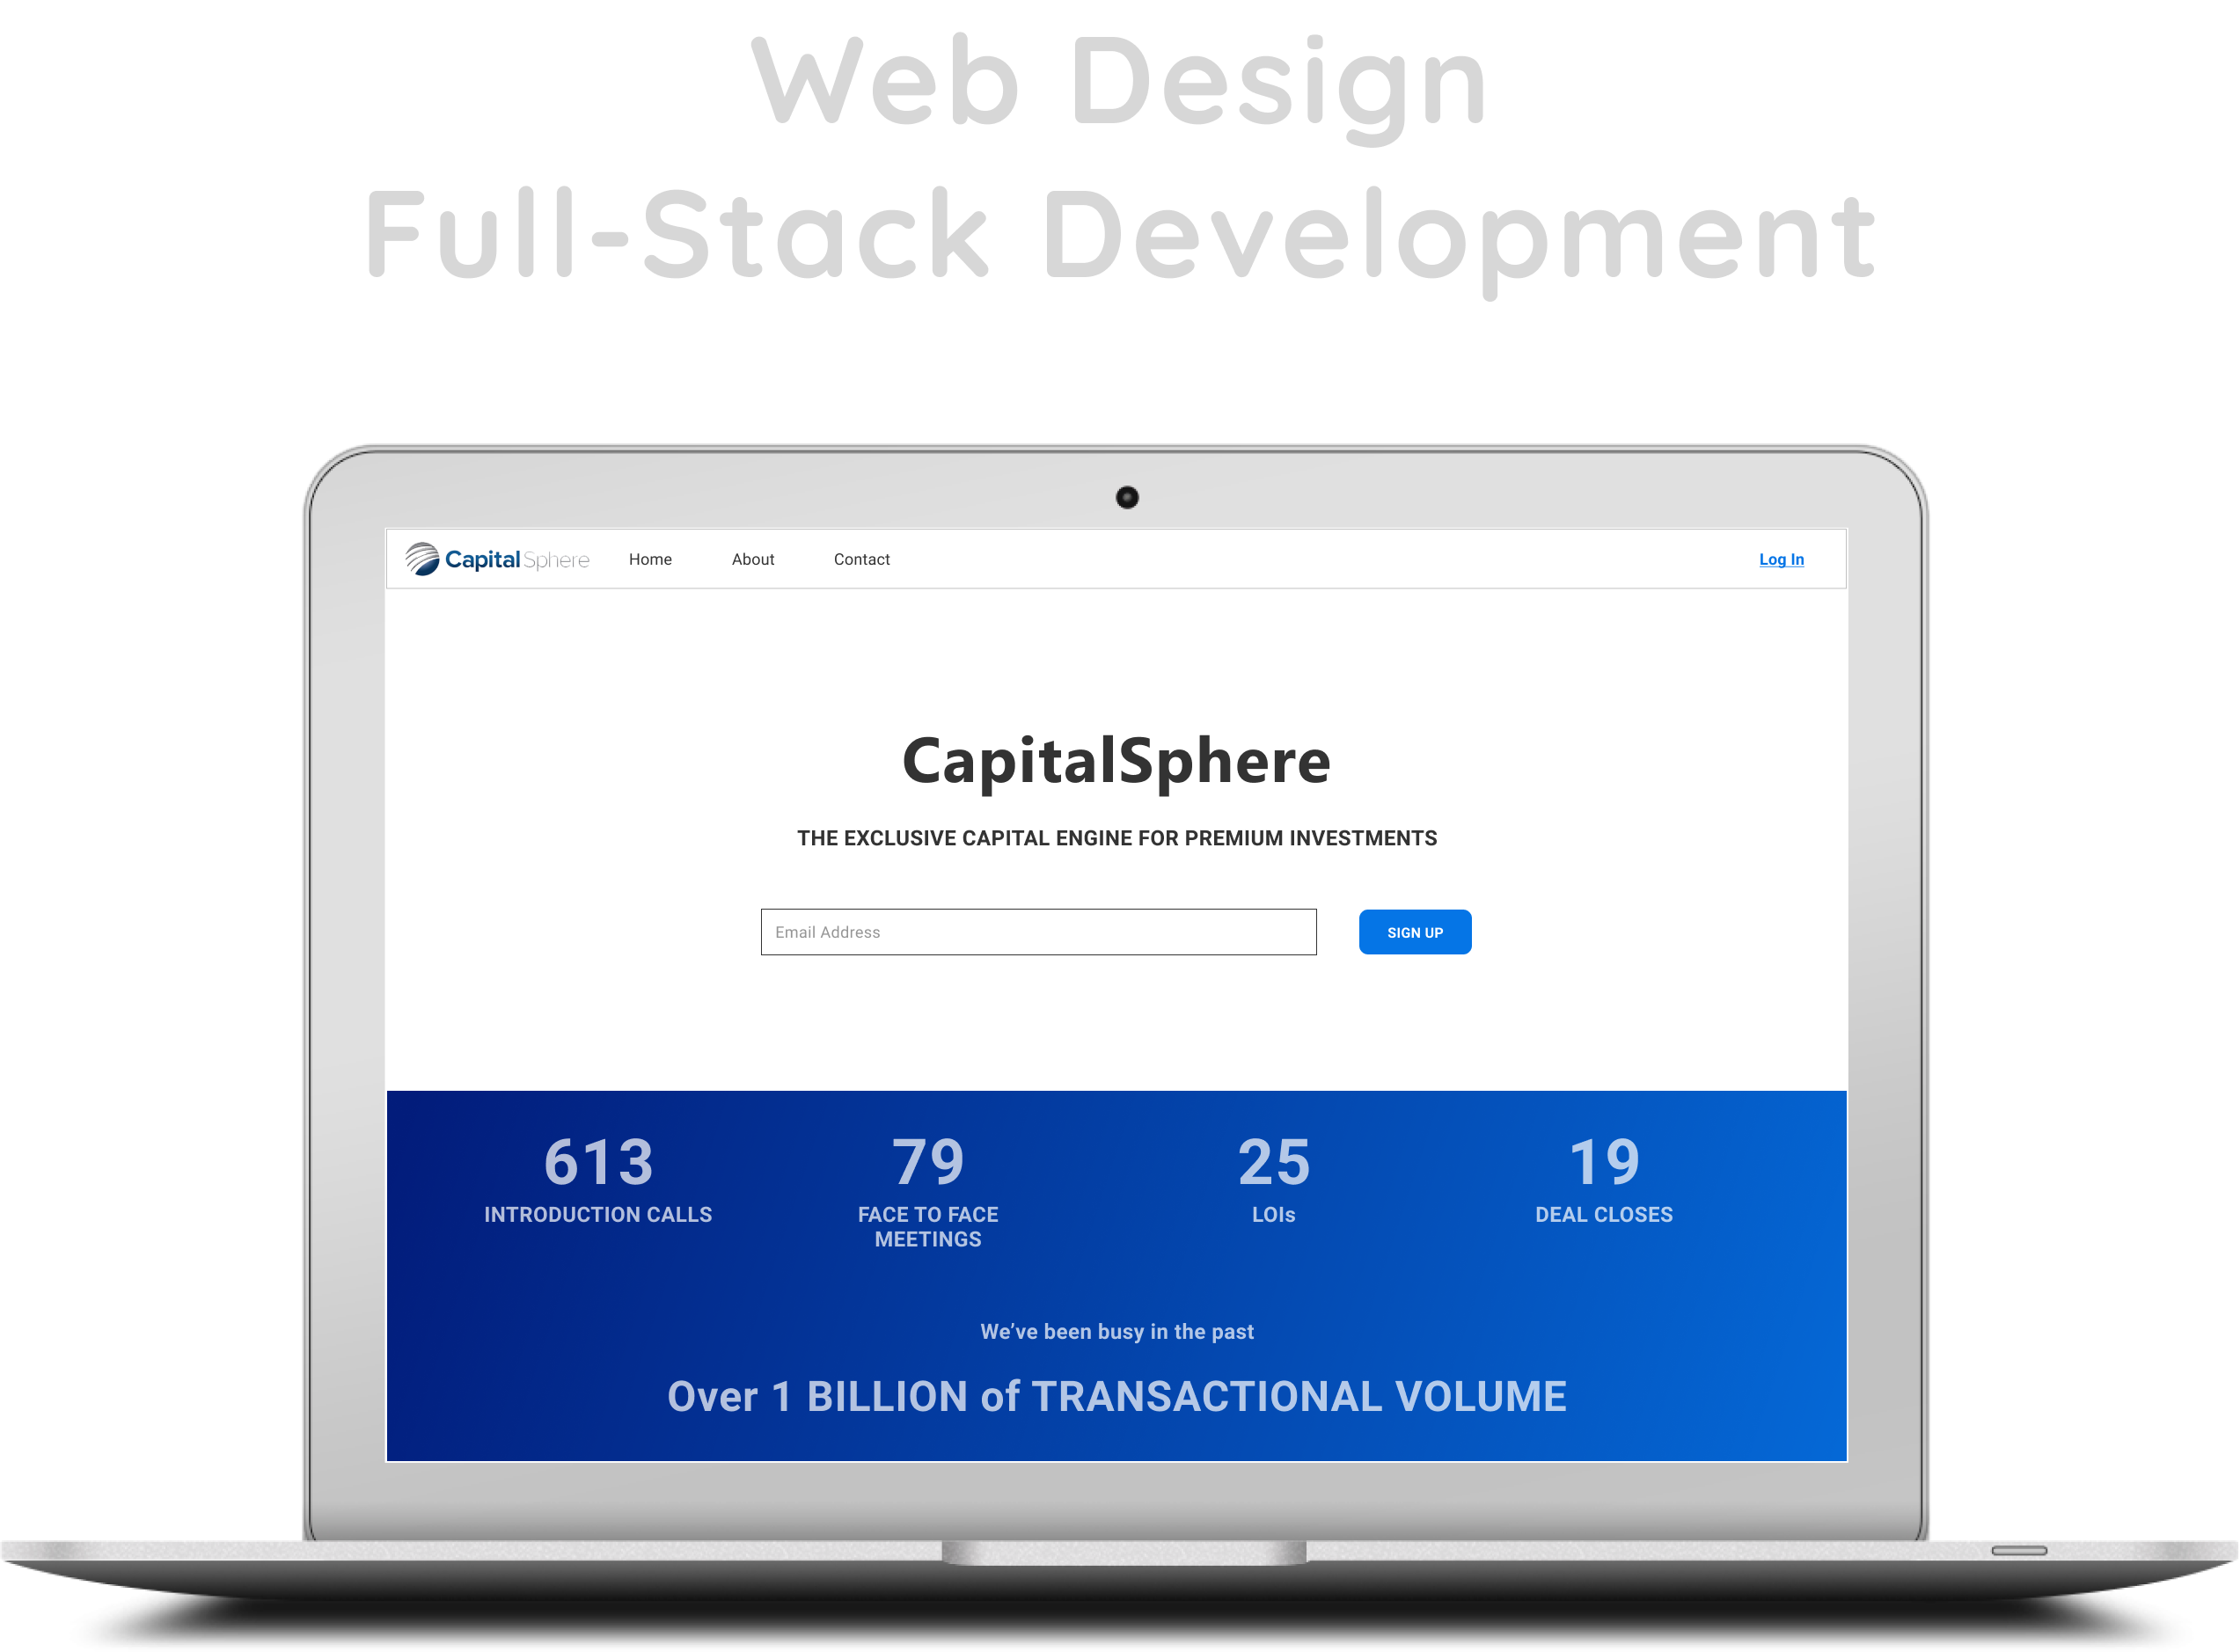 Web Design
Full-Stack Development
CapitalSphere Home About Contact Log In
CapitalSphere
THE EXCLUSIVE CAPITAL ENGINE FOR PREMIUM INVESTMENTS
Email Address SIGN UP
613 79 25 19
INTRODUCTION CALLS FACE TO FACE LOIs DEAL CLOSES
MEETINGS
We’ve been busy in the past
Over 1 BILLION of TRANSACTIONAL VOLUME